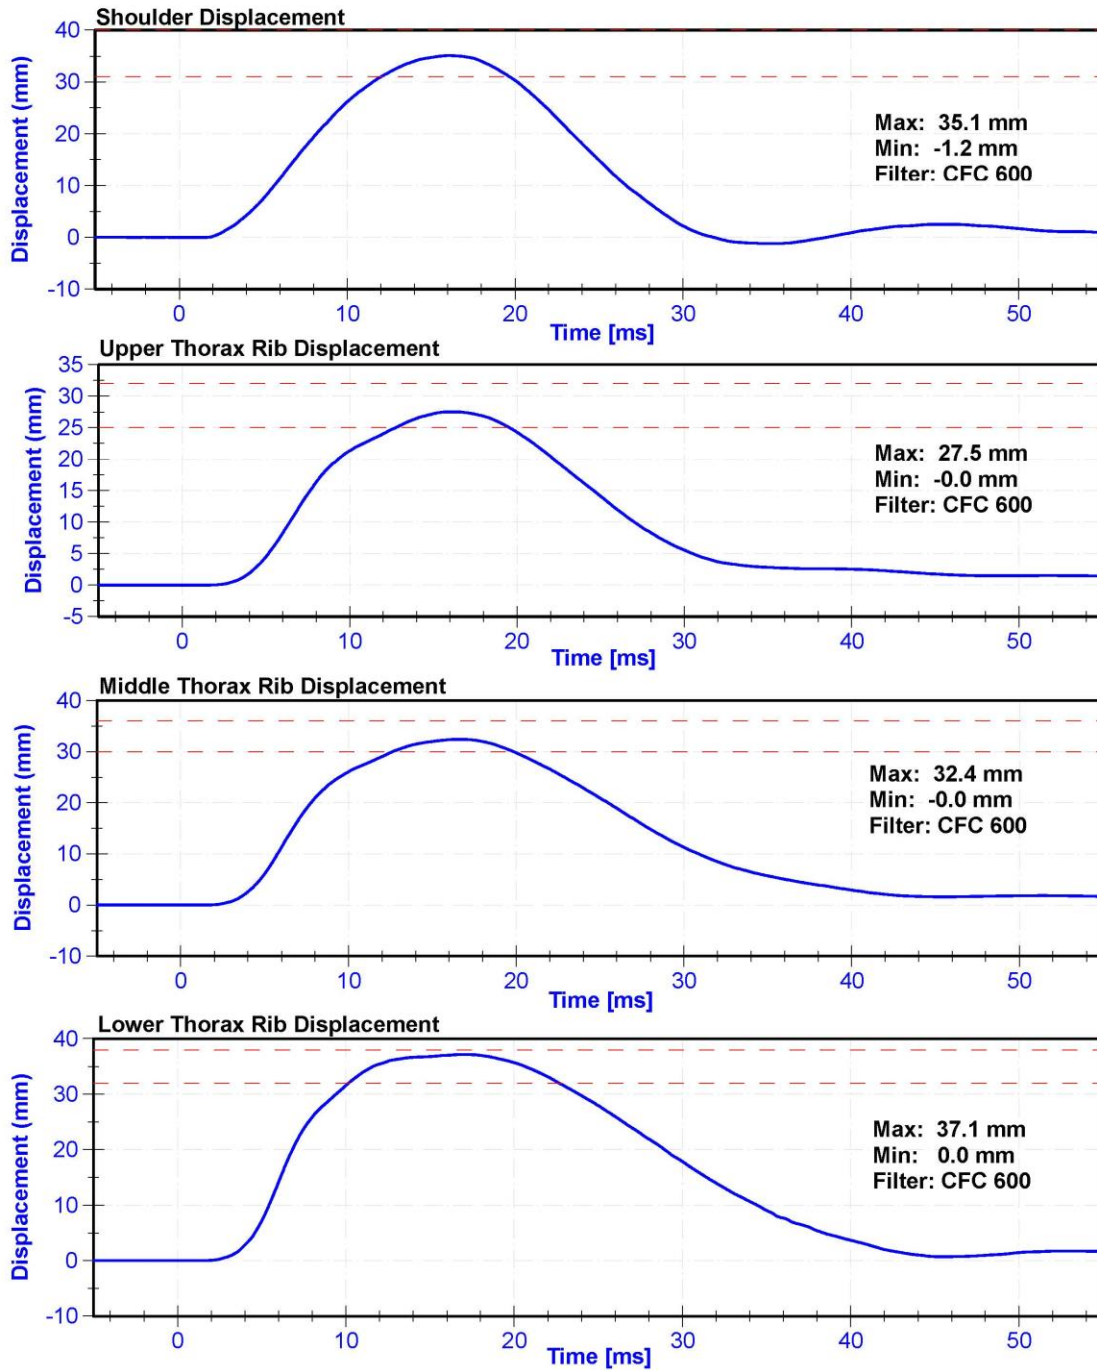 Shoulder Displacement
40
30
20
10
0
-10
Displacement (mm)
Max: 35.1 mm
Min: -1.2 mm
Filter: CFC 600
0 10 20 30 40 50
Time [ms]
Upper Thorax Rib Displacement
35
30
25
20
15
10
5
0
-5
Displacement (mm)
Max: 27.5 mm
Min: -0.0 mm
Filter: CFC 600
0 10 20 30 40 50
Time [ms]
Middle Thorax Rib Displacement
40
30
20
10
0
-10
Displacement (mm)
Max: 32.4 mm
Min: -0.0 mm
Filter: CFC 600
0 10 20 30 40 50
Time [ms]
Lower Thorax Rib Displacement
40
30
20
10
0
-10
Displacement (mm)
Max: 37.1 mm
Min: 0.0 mm
Filter: CFC 600
0 10 20 30 40 50
Time [ms]